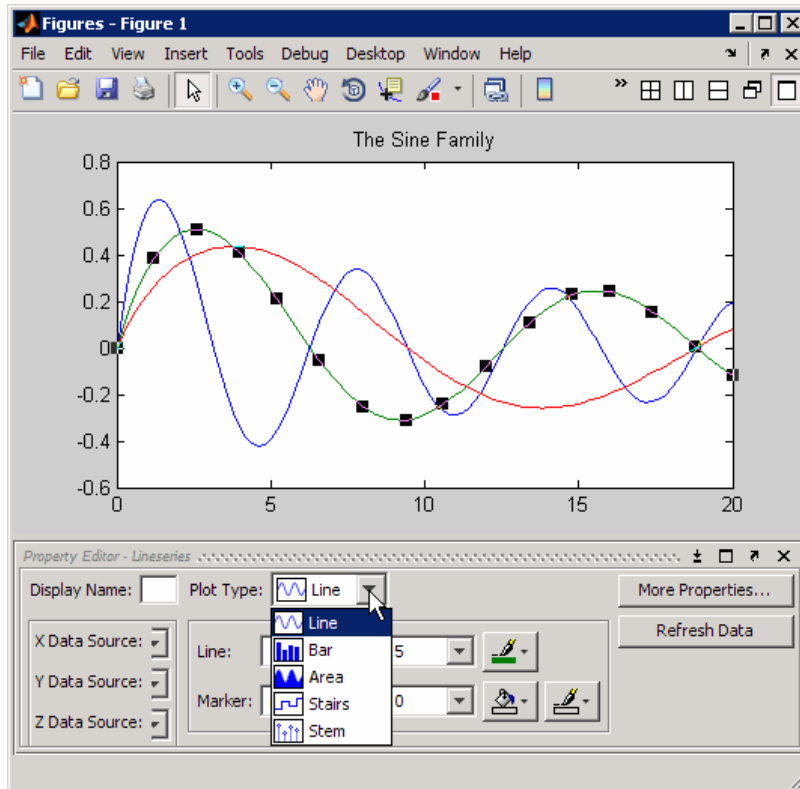 Figures - Figure 1
File Edit View Insert Tools Debug Desktop Window Help
The Sine Family
0.8
0.6
0.4
0.2
0
-0.2
-0.4
-0.6
0 5 10 15 20
Property Editor - Lineseries
Display Name: Plot Type: Line More Properties...
Line
X Data Source: Line: Bar 5 Refresh Data
Y Data Source: Area
Marker: Stairs 0
Z Data Source: Stem